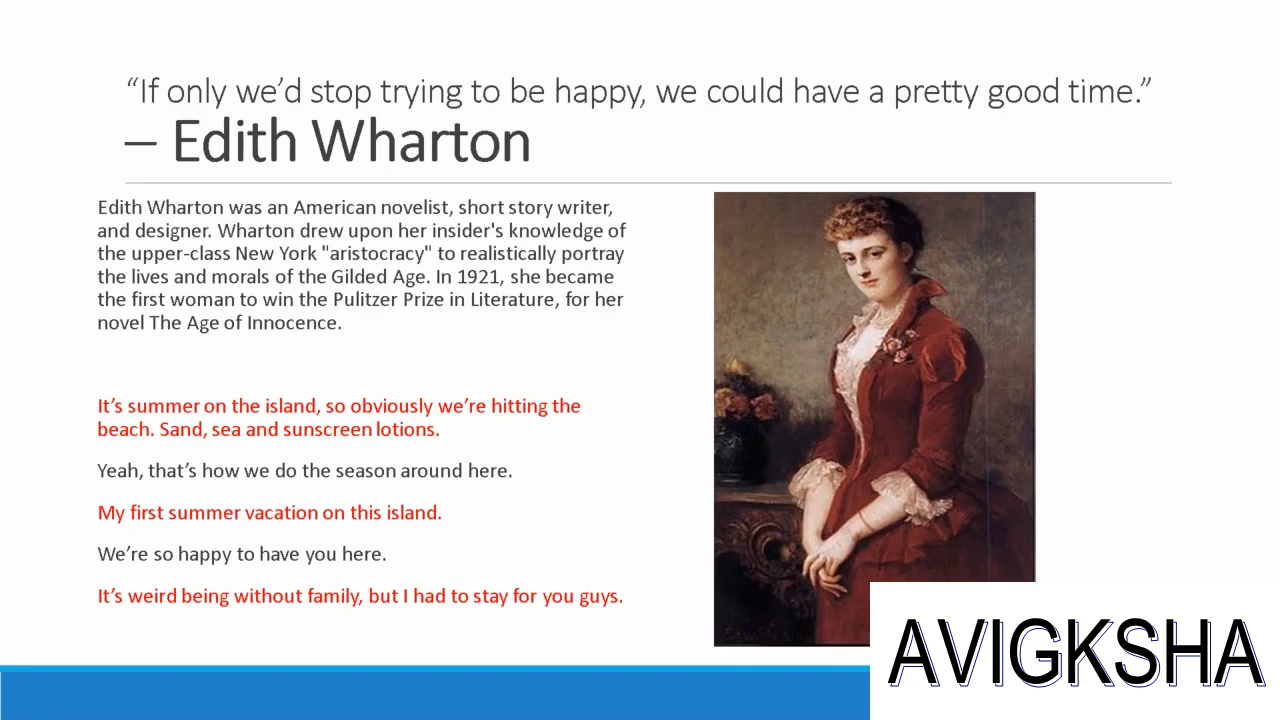 “If only we’d stop trying to be happy, we could have a pretty good time.”
– Edith Wharton
Edith Wharton was an American novelist, short story writer,
and designer. Wharton drew upon her insider's knowledge of
the upper-class New York "aristocracy" to realistically portray
the lives and morals of the Gilded Age. In 1921, she became
the first woman to win the Pulitzer Prize in Literature, for her
novel The Age of Innocence.
It’s summer on the island, so obviously we’re hitting the
beach. Sand, sea and sunscreen lotions.
Yeah, that’s how we do the season around here.
My first summer vacation on this island.
We’re so happy to have you here.
It’s weird being without family, but I had to stay for you guys.
AVIGKSHA